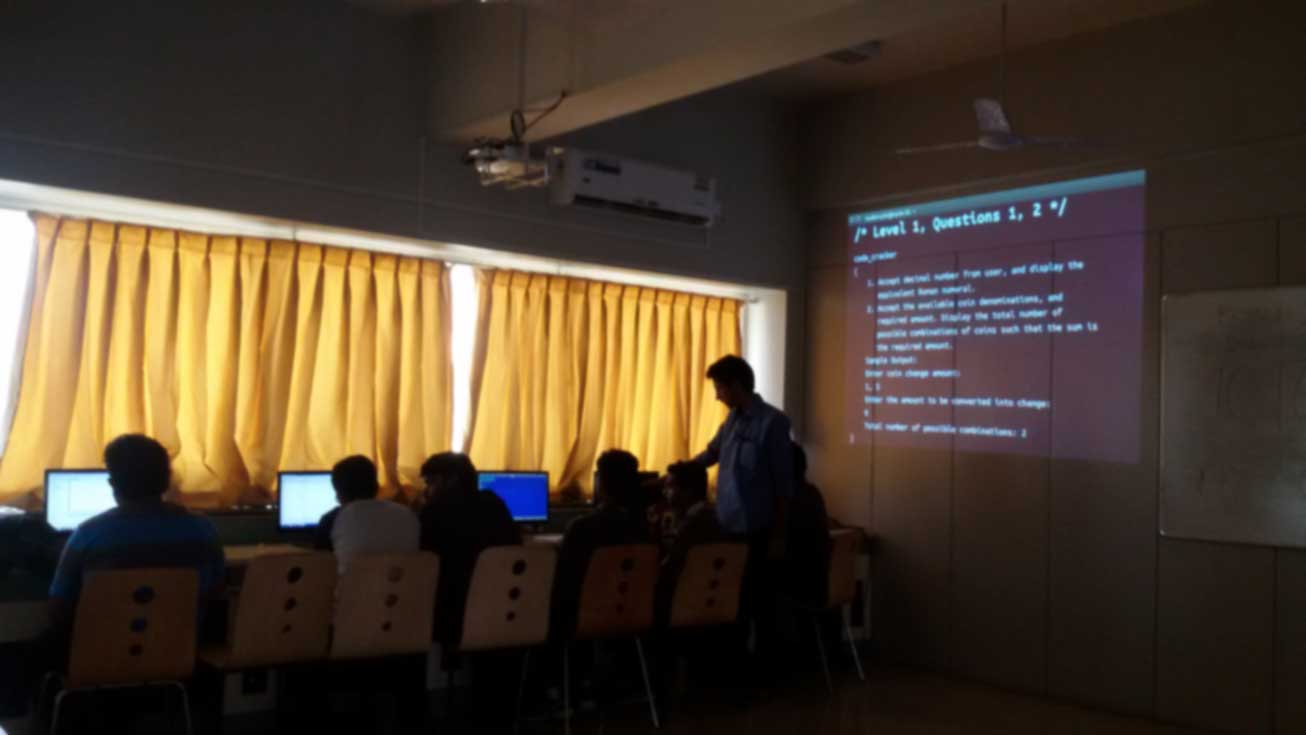 /* Level 1, Questions 1, 2 */
code_cracker
{
1. Accept decimal number from user, and display the
equivalent Roman numural.
2. Accept the available coin denominations, and
required amount. Display the total number of
possible combinations of coins such that the sum is
the required amount.
Sample Output:
Enter coin change amount:
1, 5
Enter the amount to be converted into change:
Total number of possible combinations: 2
}